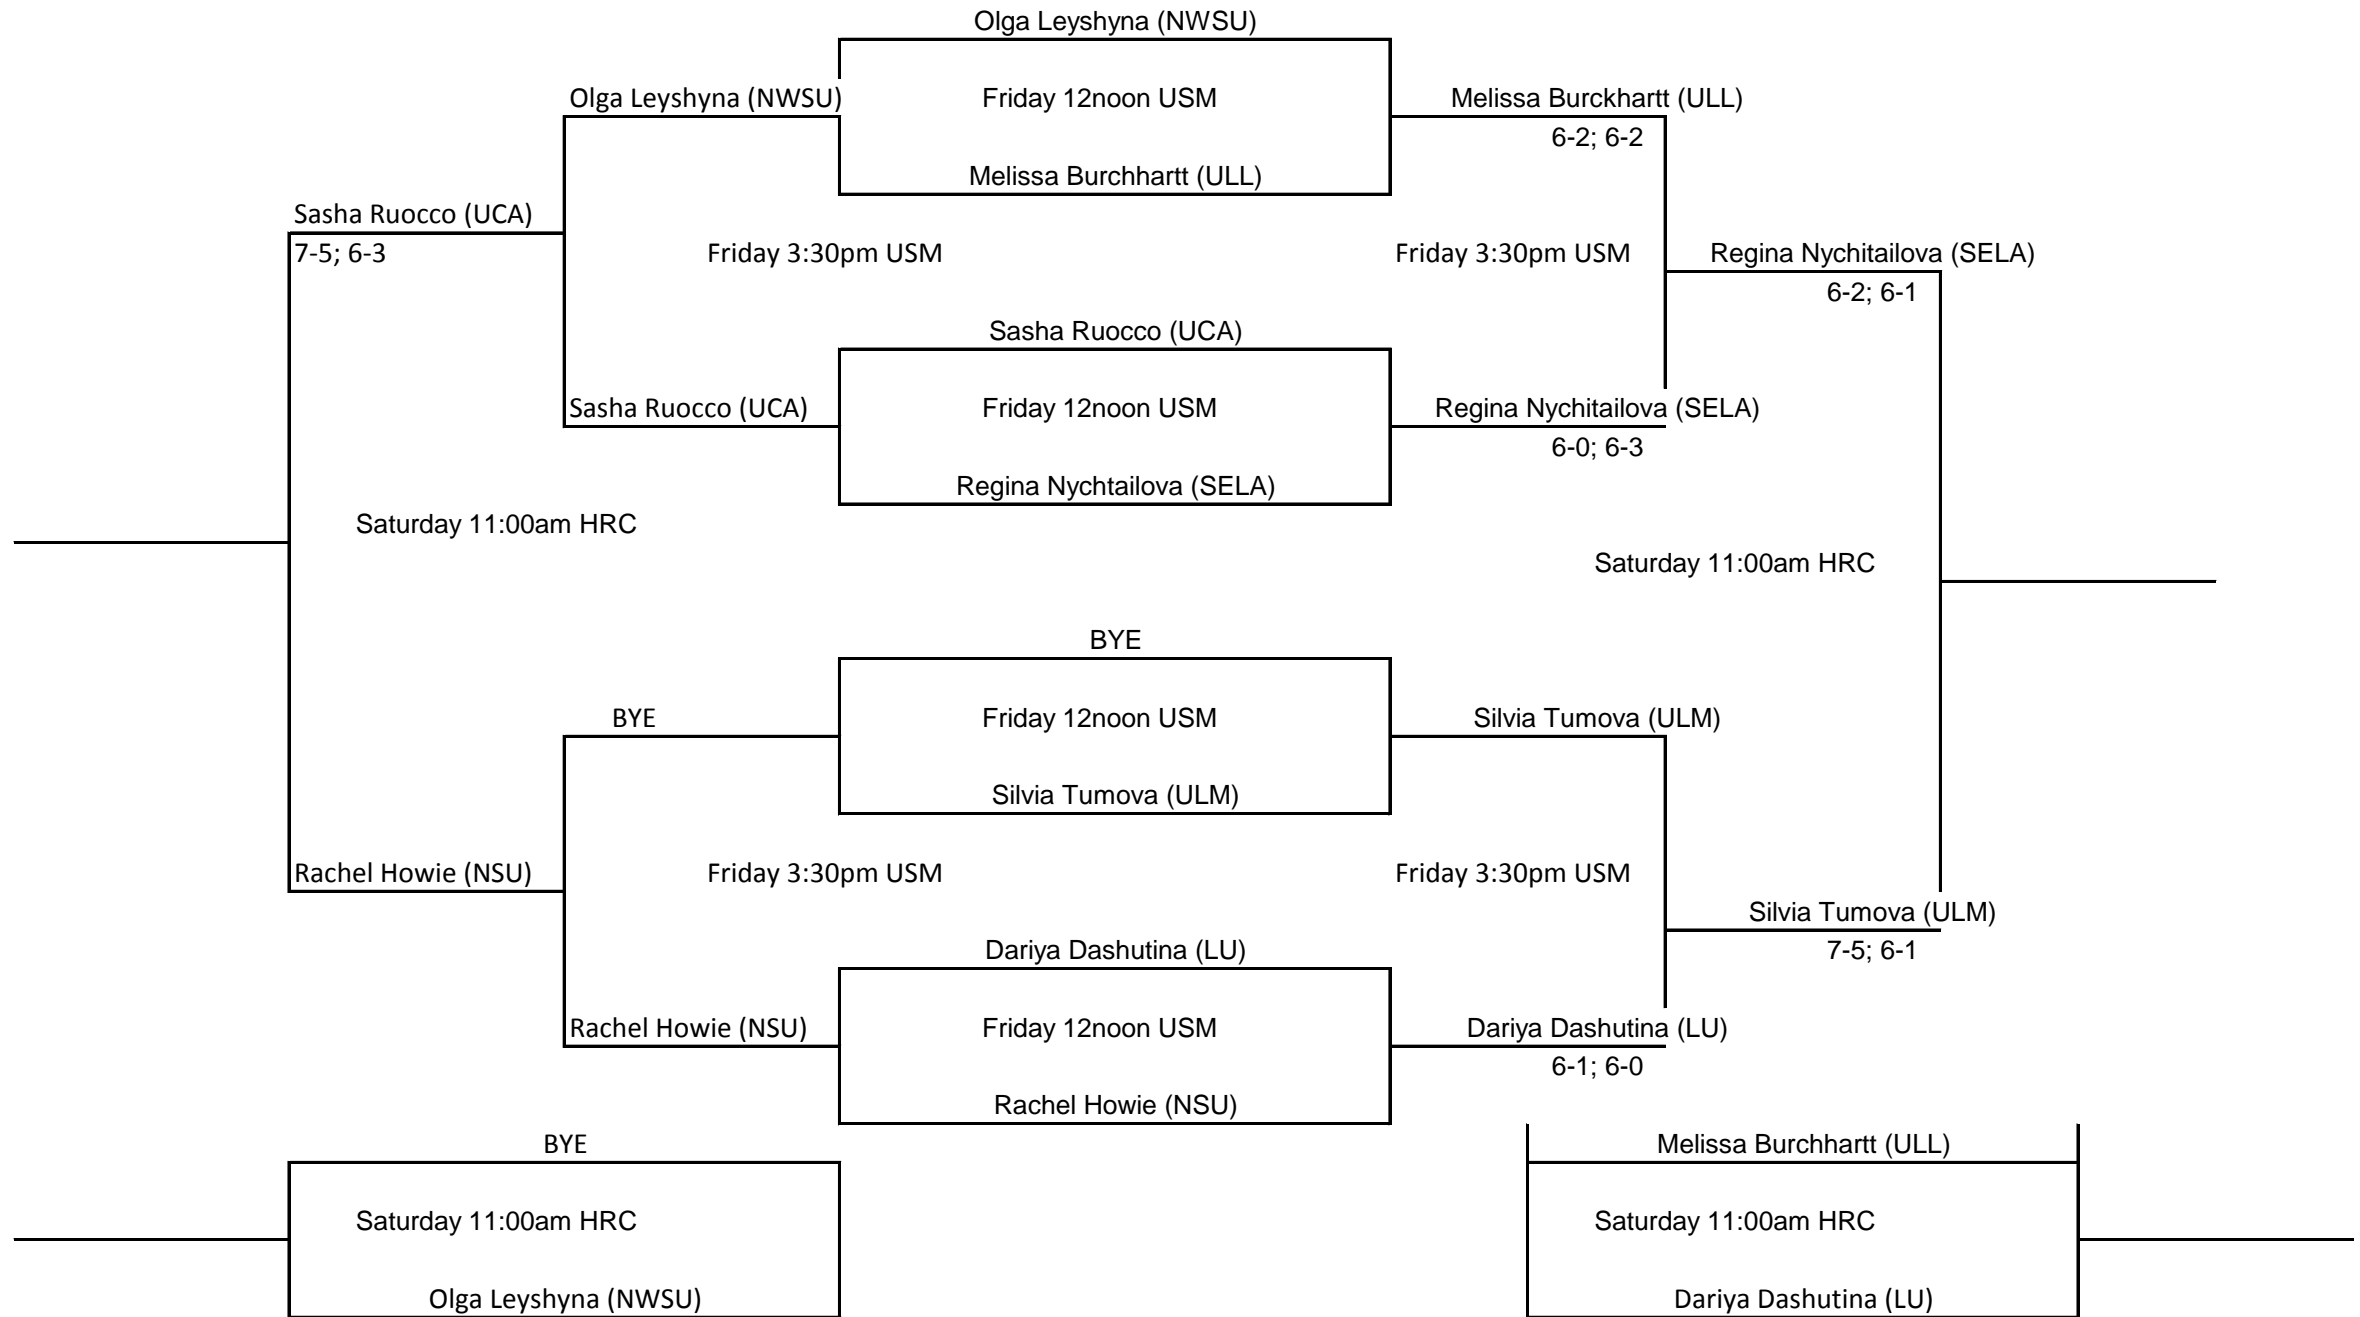 Olga Leyshyna (NWSU)
Olga Leyshyna (NWSU) Friday 12noon USM Melissa Burckhartt (ULL)
6-2; 6-2
Melissa Burchhartt (ULL)
Sasha Ruocco (UCA)
7-5; 6-3 Friday 3:30pm USM Friday 3:30pm USM Regina Nychitailova (SELA)
6-2; 6-1
Sasha Ruocco (UCA)
Sasha Ruocco (UCA) Friday 12noon USM Regina Nychitailova (SELA)
6-0; 6-3
Regina Nychtailova (SELA)
Saturday 11:00am HRC
Saturday 11:00am HRC
BYE
BYE Friday 12noon USM Silvia Tumova (ULM)
Silvia Tumova (ULM)
Rachel Howie (NSU) Friday 3:30pm USM Friday 3:30pm USM
Silvia Tumova (ULM)
Dariya Dashutina (LU) 7-5; 6-1
Rachel Howie (NSU) Friday 12noon USM Dariya Dashutina (LU)
6-1; 6-0
Rachel Howie (NSU)
BYE Melissa Burchhartt (ULL)
Saturday 11:00am HRC Saturday 11:00am HRC
Olga Leyshyna (NWSU) Dariya Dashutina (LU)